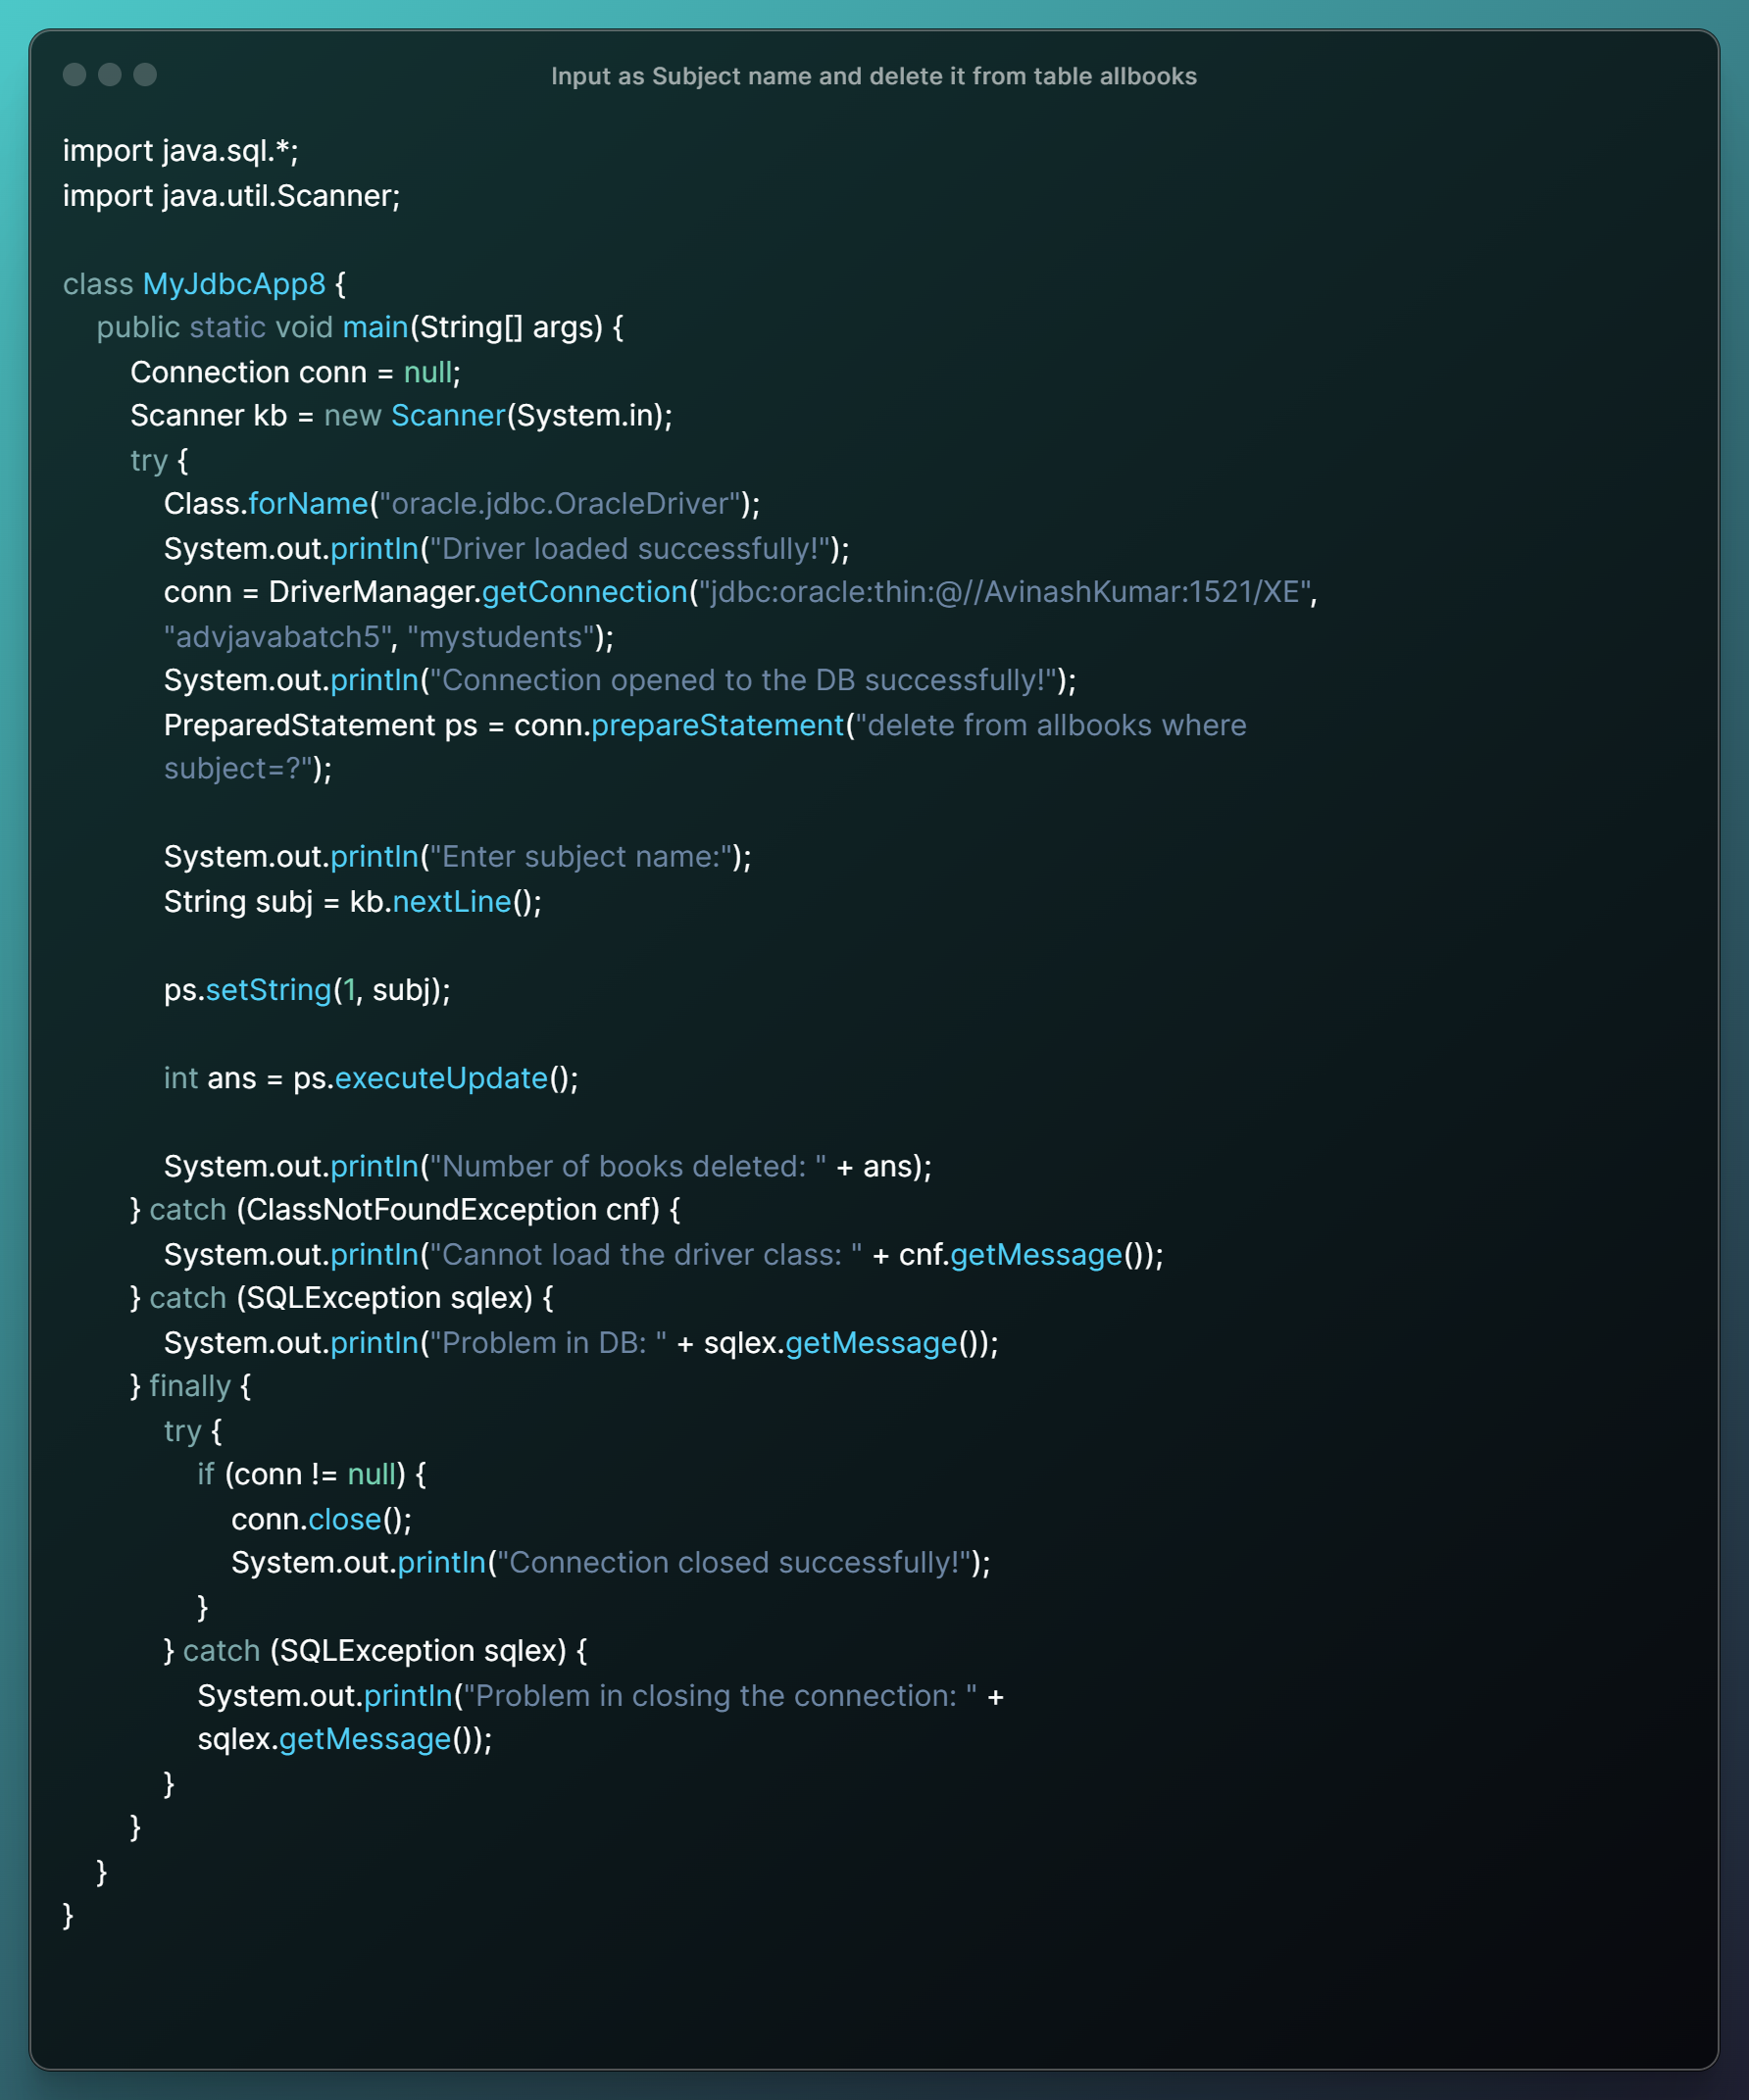 Input as Subject name and delete it from table allbooks
import java.sql.*;
import java.util.Scanner;
class MyJdbcApp8 {
public static void main(String[] args) {
Connection conn = null;
Scanner kb = new Scanner(System.in);
try {
Class.forName("oracle.jdbc.OracleDriver");
System.out.println("Driver loaded successfully!");
conn = DriverManager.getConnection("jdbc:oracle:thin:@//AvinashKumar:1521/XE",
"advjavabatch5", "mystudents");
System.out.println("Connection opened to the DB successfully!");
PreparedStatement ps = conn.prepareStatement("delete from allbooks where
subject=?");
System.out.println("Enter subject name:");
String subj = kb.nextLine();
ps.setString(1, subj);
int ans = ps.executeUpdate();
System.out.println("Number of books deleted: " + ans);
} catch (ClassNotFoundException cnf) {
System.out.println("Cannot load the driver class: " + cnf.getMessage());
} catch (SQLException sqlex) {
System.out.println("Problem in DB: " + sqlex.getMessage());
} finally {
try {
if (conn != null) {
conn.close();
System.out.println("Connection closed successfully!");
}
} catch (SQLException sqlex) {
System.out.println("Problem in closing the connection: " +
sqlex.getMessage());
}
}
}
}